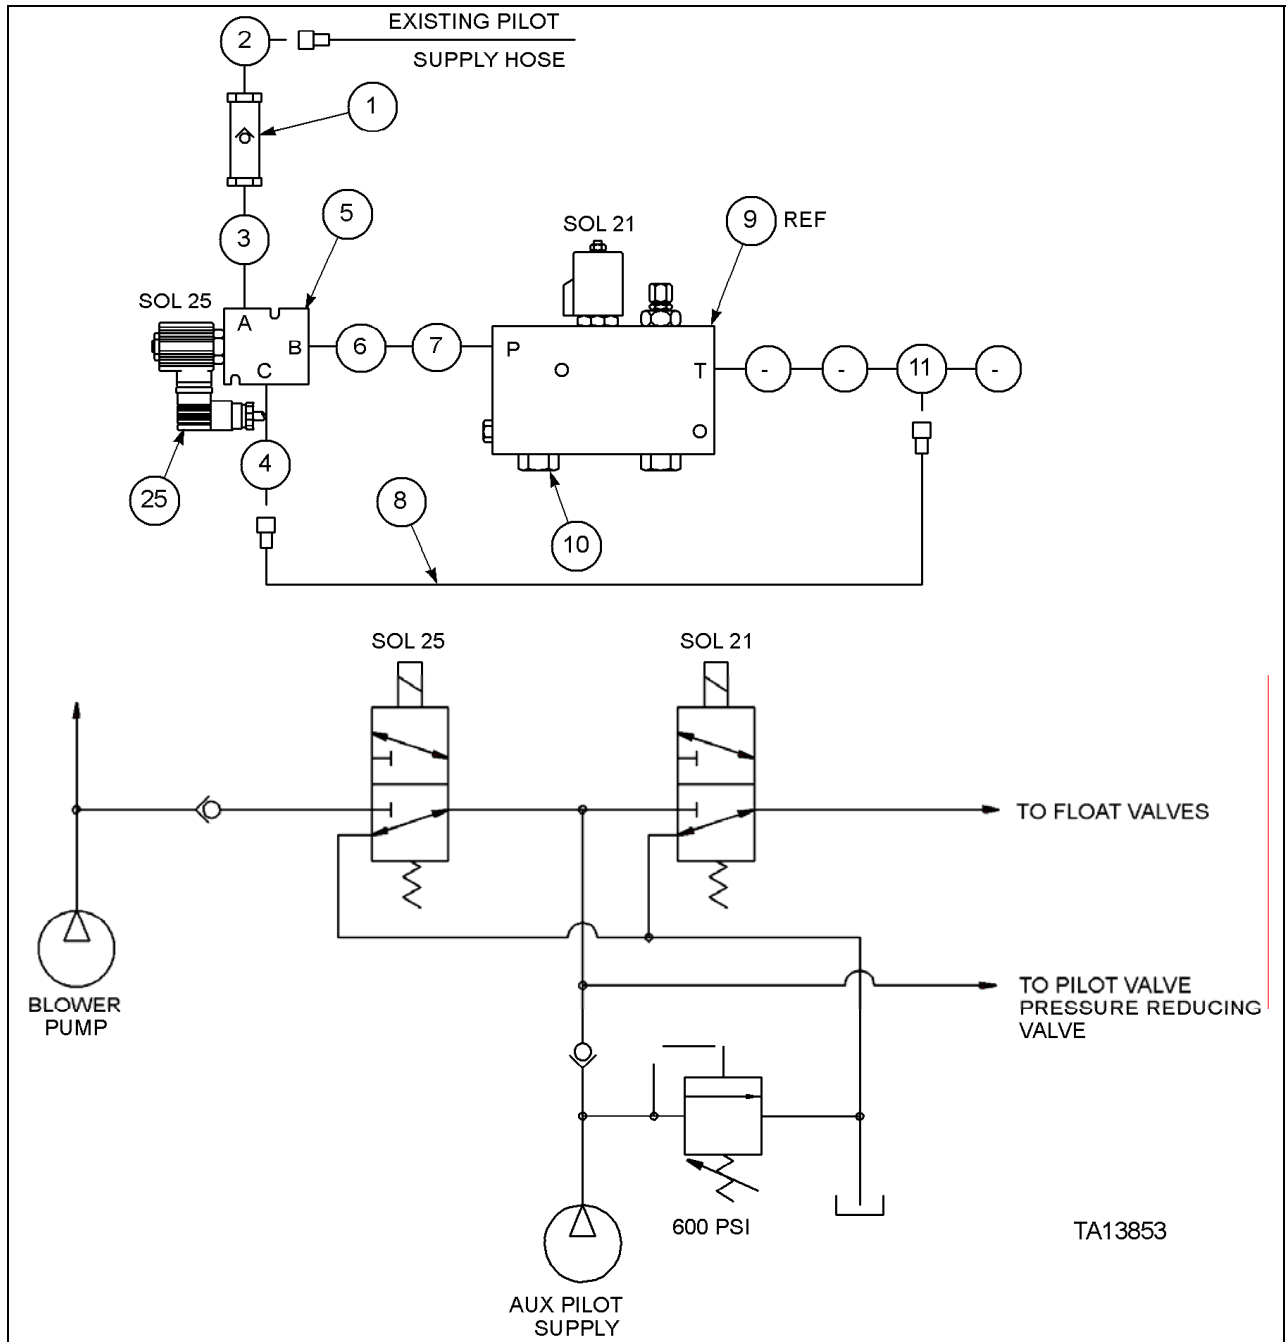 EXISTING PILOT
2
SUPPLY HOSE
1
5
SOL 21
9 REF
3
SOL 25
A
B
C
6
7
P
O
T
O
-
-
11
-
4
25
8
10
SOL 25
SOL 21
TO FLOAT VALVES
BLOWER
PUMP
TO PILOT VALVE
PRESSURE REDUCING
VALVE
600 PSI
TA13853
AUX PILOT
SUPPLY